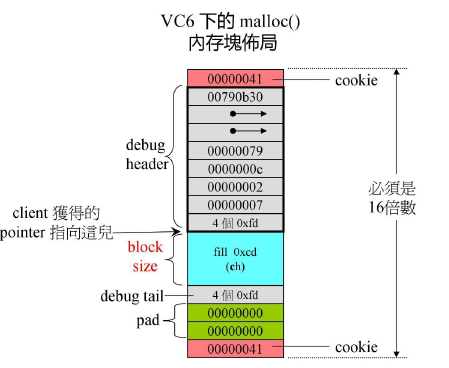 VC6 下的 malloc()
內存塊佈局
00000041
cookie
00790b30
debug
header
00000079
0000000c
00000002
00000007
4 個 0xfd
client 獲得的
pointer 指向這兒
block
size
fill 0xcd
(ch)
debug tail
4 個 0xfd
pad
00000000
00000000
00000041
cookie
必須是
16倍數